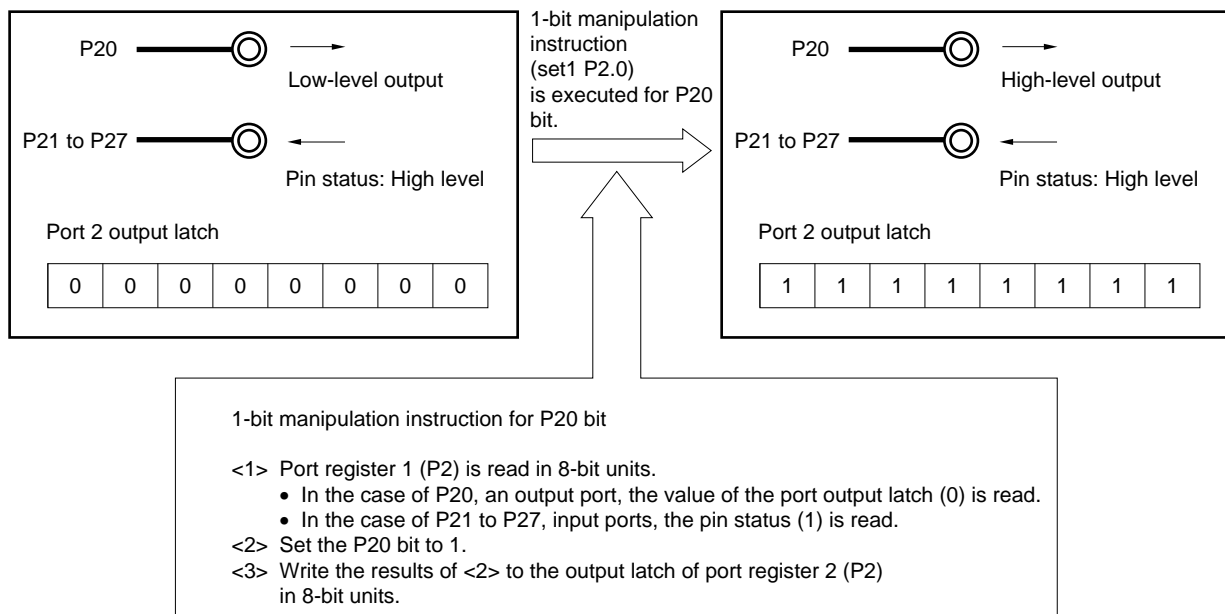 P20
Low-level output
P21 to P27
Pin status: High level
Port 2 output latch
0 0 0 0 0 0 0 0
1-bit manipulation
instruction
(set1 P2.0)
is executed for P20
bit.
P20
High-level output
P21 to P27
Pin status: High level
Port 2 output latch
1 1 1 1 1 1 1 1
1-bit manipulation instruction for P20 bit
<1> Port register 1 (P2) is read in 8-bit units.
• In the case of P20, an output port, the value of the port output latch (0) is read.
• In the case of P21 to P27, input ports, the pin status (1) is read.
<2> Set the P20 bit to 1.
<3> Write the results of <2> to the output latch of port register 2 (P2)
in 8-bit units.